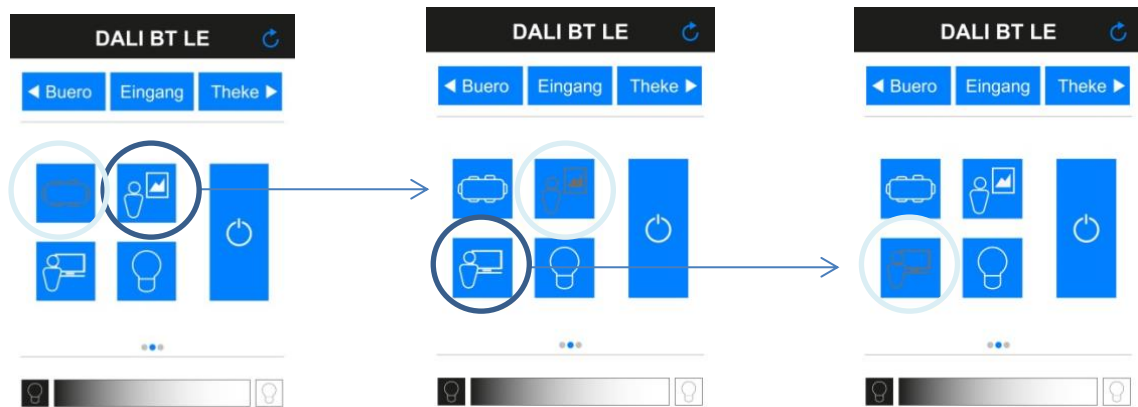 DALI BT LE
◀ Buero Eingang Theke ▶
DALI BT LE
◀ Buero Eingang Theke ▶
DALI BT LE
◀ Buero Eingang Theke ▶